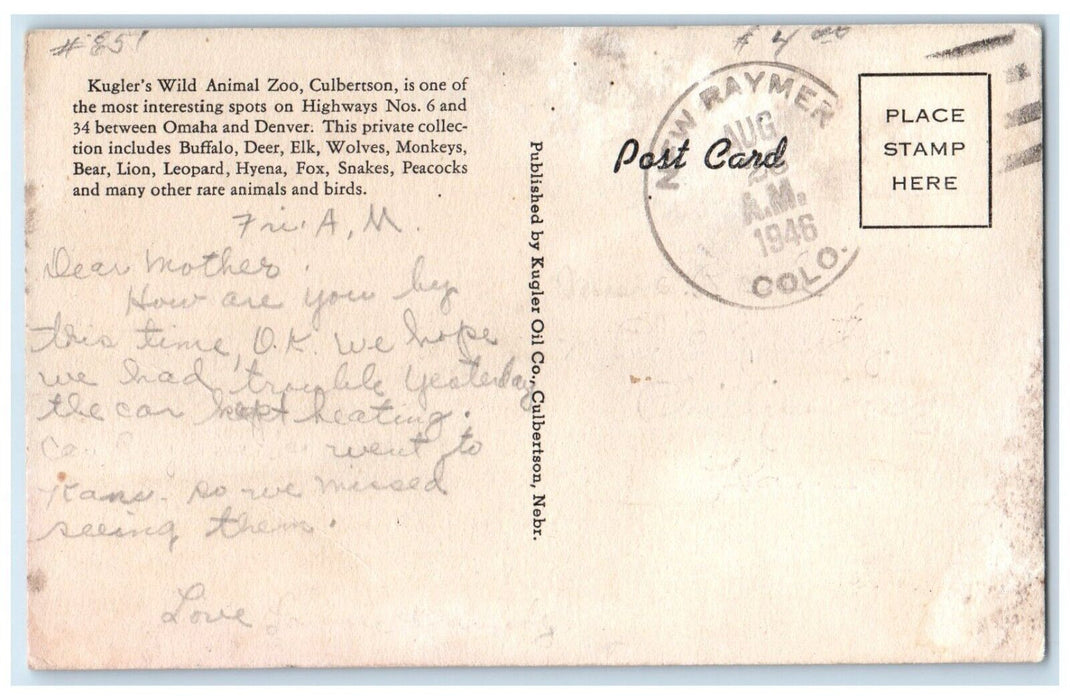 #851
$4.00
Kugler's Wild Animal Zoo, Culbertson, is one of
the most interesting spots on Highways Nos. 6 and
34 between Omaha and Denver. This private collec-
tion includes Buffalo, Deer, Elk, Wolves, Monkeys,
Bear, Lion, Leopard, Hyena, Fox, Snakes, Peacocks
and many other rare animals and birds.
Fri. A, M.
Dear Mother.
How are you by
this time, O.K. we hope
we had trouble yesterday
the car kept heating.
went to
Kans. so we missed
seeing them.
Love
Published by Kugler Oil Co., Culbertson, Nebr.
Post Card
NEW RAYMER
AUG
A.M.
1946
COLO.
PLACE
STAMP
HERE